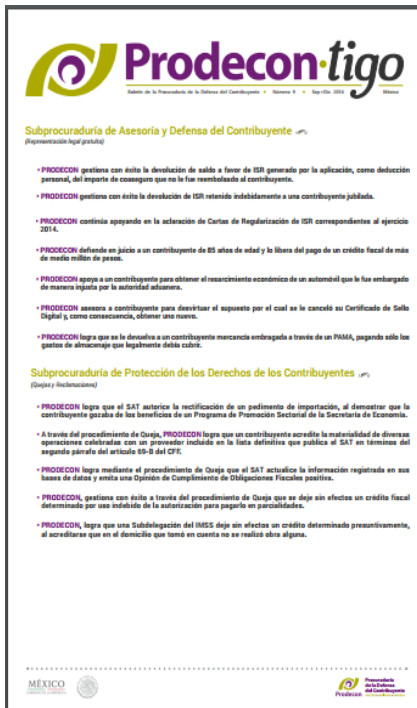 Prodecon·tigo
Boletín de la Procuraduría de la Defensa del Contribuyente • Número 9 • Sep-Dic 2016 México
Subprocuraduría de Asesoría y Defensa del Contribuyente
(Representación legal gratuita)
• PRODECON gestiona con éxito la devolución de saldo a favor de ISR generado por la aplicación, como deducción
personal, del importe de coaseguro que no le fue reembolsado al contribuyente.
• PRODECON gestiona con éxito la devolución de ISR retenido indebidamente a una contribuyente jubilada.
• PRODECON continúa apoyando en la aclaración de Cartas de Regularización de ISR correspondientes al ejercicio
2014.
• PRODECON defiende en juicio a un contribuyente de 85 años de edad y lo libera del pago de un crédito fiscal de más
de medio millón de pesos.
• PRODECON apoya a un contribuyente para obtener el resarcimiento económico de un automóvil que le fue embargado
de manera injusta por la autoridad aduanera.
• PRODECON asesora a contribuyente para desvirtuar el supuesto por el cual se le canceló su Certificado de Sello
Digital y, como consecuencia, obtener uno nuevo.
• PRODECON logra que se le devuelva a un contribuyente mercancía embragada a través de un PAMA, pagando sólo los
gastos de almacenaje que legalmente debía cubrir.
Subprocuraduría de Protección de los Derechos de los Contribuyentes
(Quejas y Reclamaciones)
• PRODECON logra que el SAT autorice la rectificación de un pedimento de importación, al demostrar que la
contribuyente gozaba de los beneficios de un Programa de Promoción Sectorial de la Secretaría de Economía.
• A través del procedimiento de Queja, PRODECON logra que un contribuyente acredite la materialidad de diversas
operaciones celebradas con un proveedor incluido en la lista definitiva que publica el SAT en términos del
segundo párrafo del artículo 69-B del CFF.
• PRODECON logra mediante el procedimiento de Queja que el SAT actualice la información registrada en sus
bases de datos y emita una Opinión de Cumplimiento de Obligaciones Fiscales positiva.
• PRODECON, gestiona con éxito a través del procedimiento de Queja que se deje sin efectos un crédito fiscal
determinado por uso indebido de la autorización para pagarlo en parcialidades.
• PRODECON, logra que una Subdelegación del IMSS deje sin efectos un crédito determinado presuntivamente,
al acreditarse que en el domicilio que tomó en cuenta no se realizó obra alguna.
MÉXICO
Prodecon
Procuraduría
de la Defensa
del Contribuyente